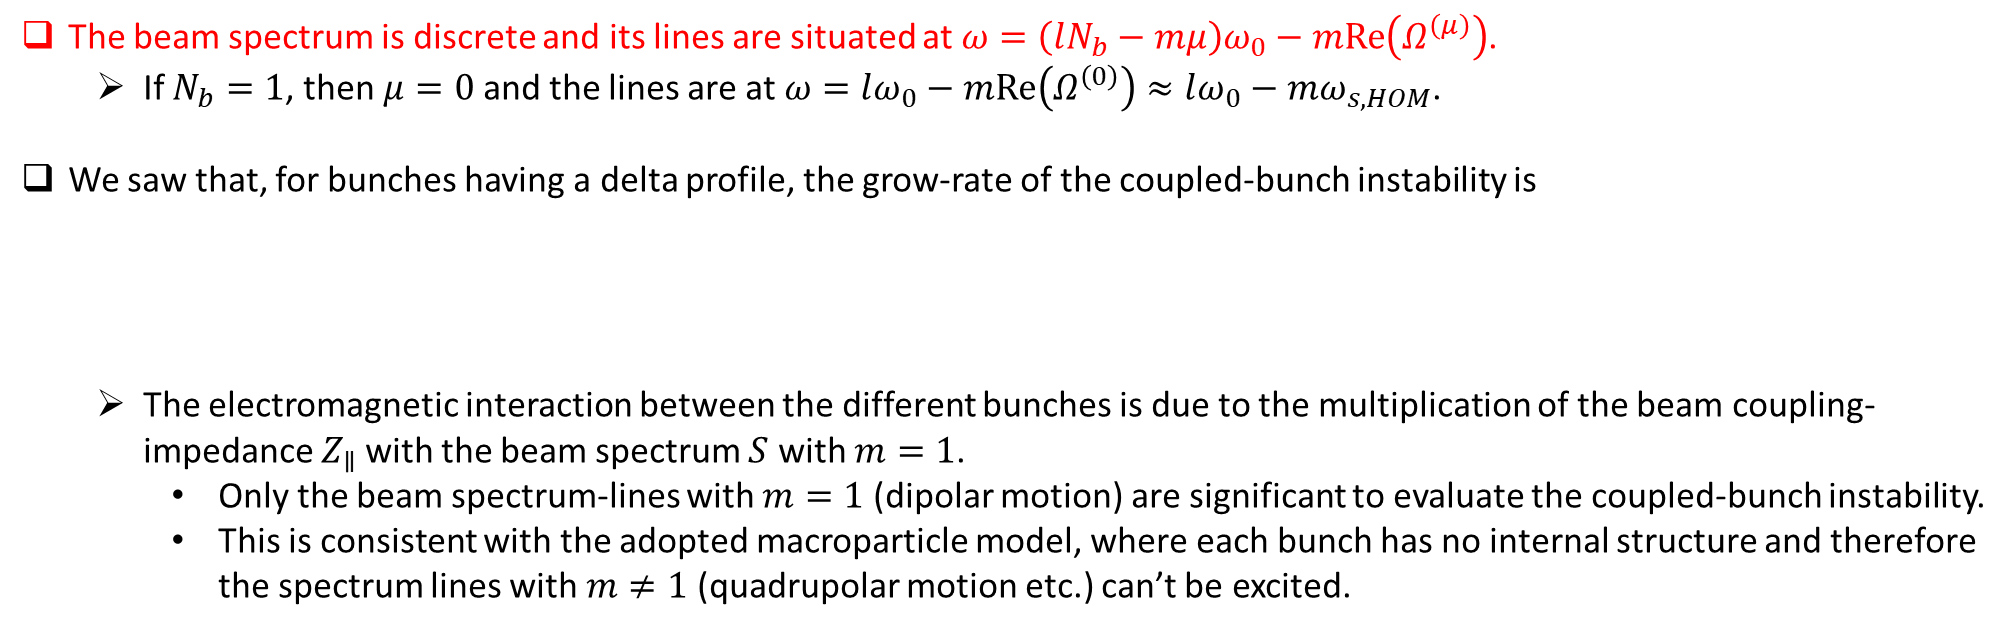 ❑ The beam spectrum is discrete and its lines are situated at ω = (lN_b − mμ)ω₀ − mRe(Ω^(μ)).
➢ If N_b = 1, then μ = 0 and the lines are at ω = lω₀ − mRe(Ω^(0)) ≈ lω₀ − mω_{s,HOM}.
❑ We saw that, for bunches having a delta profile, the grow-rate of the coupled-bunch instability is
➢ The electromagnetic interaction between the different bunches is due to the multiplication of the beam coupling-
impedance Z_∥ with the beam spectrum S with m = 1.
• Only the beam spectrum-lines with m = 1 (dipolar motion) are significant to evaluate the coupled-bunch instability.
• This is consistent with the adopted macroparticle model, where each bunch has no internal structure and therefore
the spectrum lines with m ≠ 1 (quadrupolar motion etc.) can’t be excited.